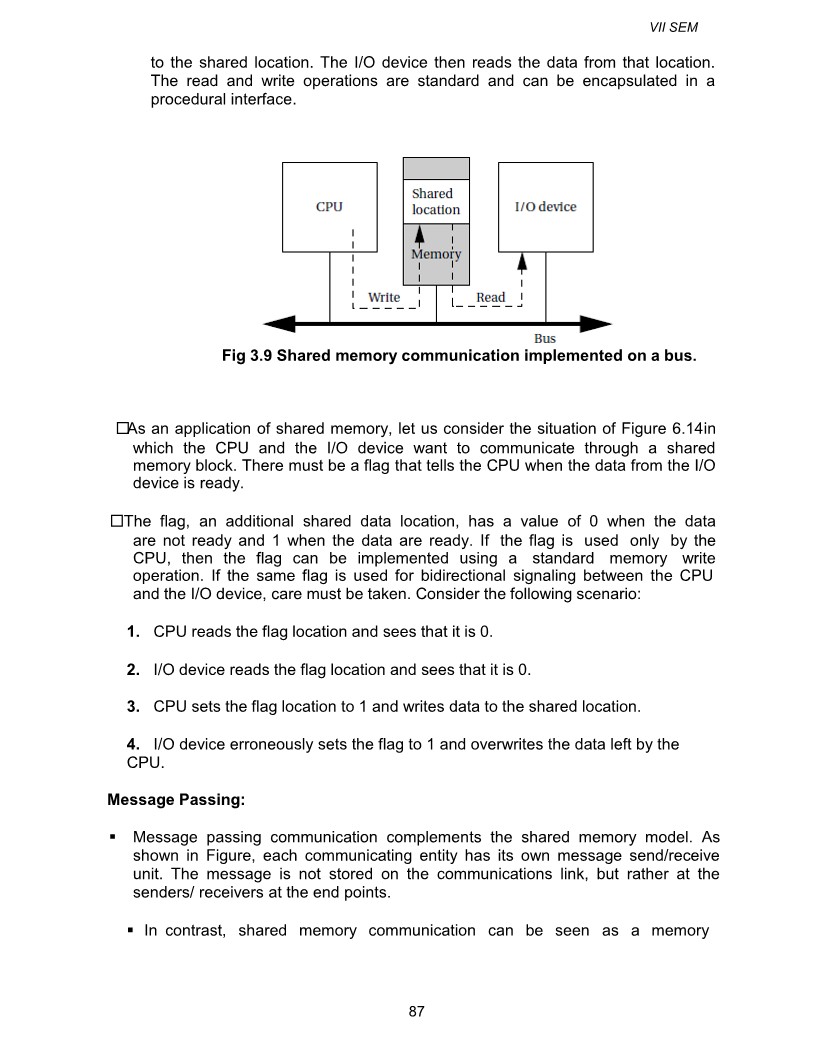 VII SEM
to the shared location. The I/O device then reads the data from that location.
The read and write operations are standard and can be encapsulated in a
procedural interface.
CPU
Shared
location
I/O device
Memory
Write
Read
Bus
Fig 3.9 Shared memory communication implemented on a bus.
□As an application of shared memory, let us consider the situation of Figure 6.14in
which the CPU and the I/O device want to communicate through a shared
memory block. There must be a flag that tells the CPU when the data from the I/O
device is ready.
□The flag, an additional shared data location, has a value of 0 when the data
are not ready and 1 when the data are ready. If the flag is used only by the
CPU, then the flag can be implemented using a standard memory write
operation. If the same flag is used for bidirectional signaling between the CPU
and the I/O device, care must be taken. Consider the following scenario:
1. CPU reads the flag location and sees that it is 0.
2. I/O device reads the flag location and sees that it is 0.
3. CPU sets the flag location to 1 and writes data to the shared location.
4. I/O device erroneously sets the flag to 1 and overwrites the data left by the
CPU.
Message Passing:
▪ Message passing communication complements the shared memory model. As
shown in Figure, each communicating entity has its own message send/receive
unit. The message is not stored on the communications link, but rather at the
senders/ receivers at the end points.
▪ In contrast, shared memory communication can be seen as a memory
87